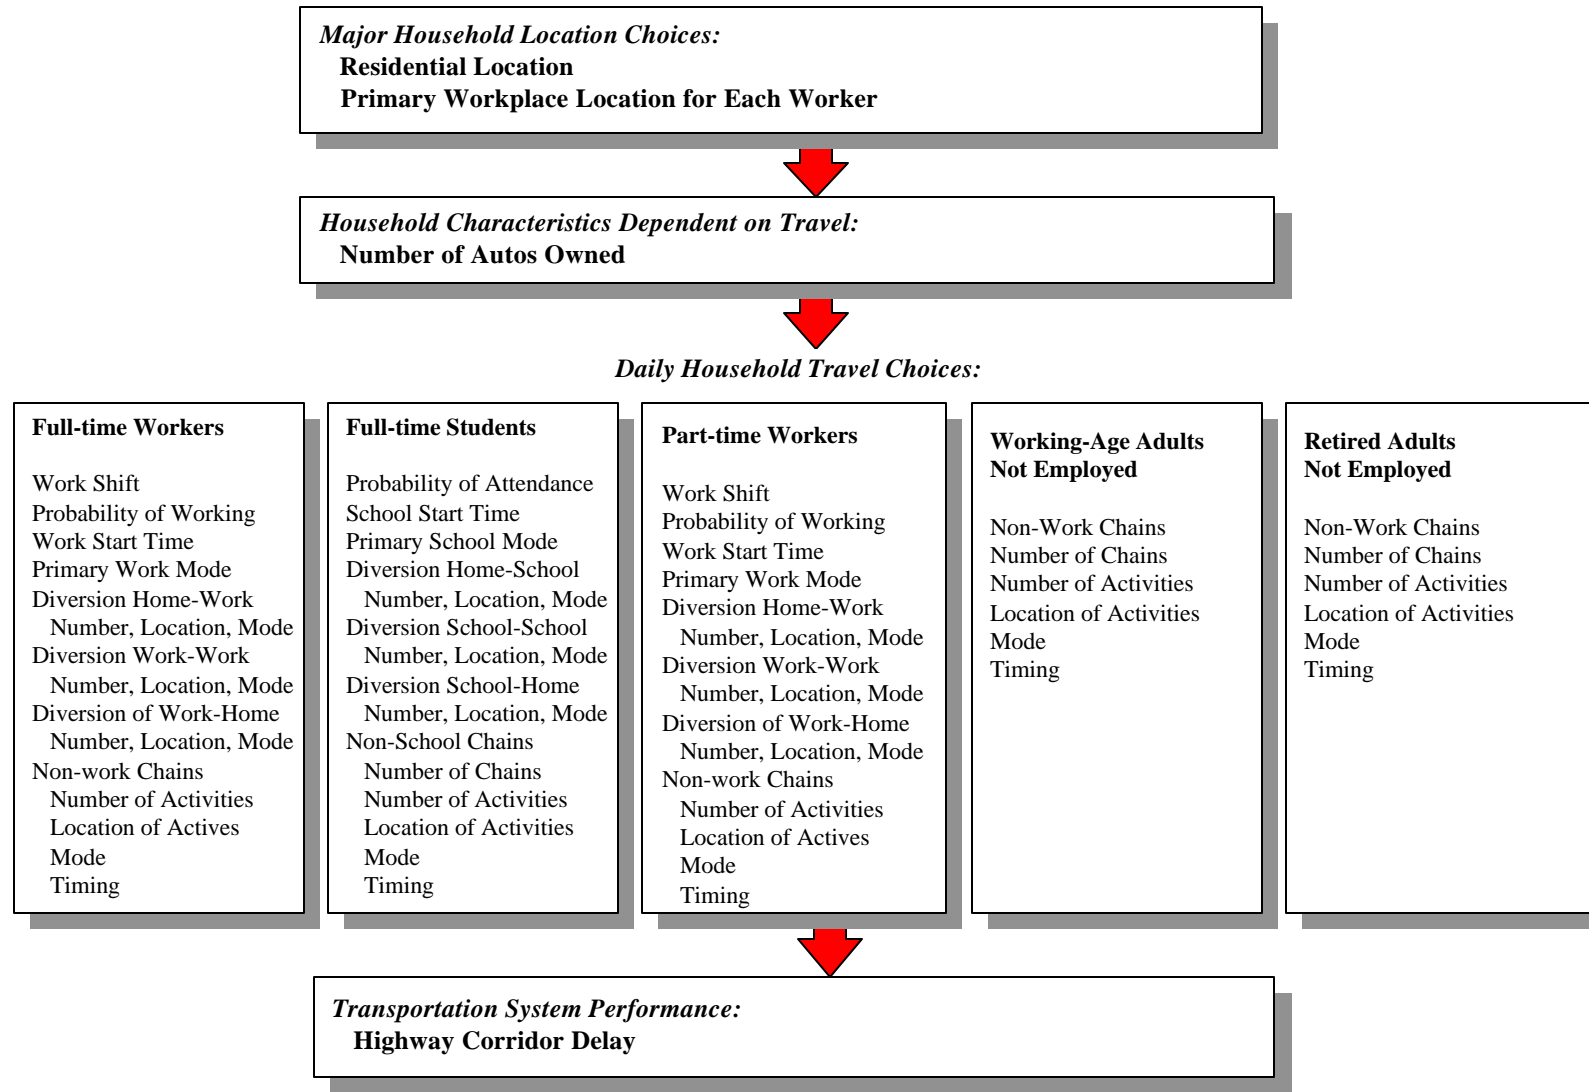 Major Household Location Choices:
Residential Location
Primary Workplace Location for Each Worker
Household Characteristics Dependent on Travel:
Number of Autos Owned
Daily Household Travel Choices:
Full-time Workers
Work Shift
Probability of Working
Work Start Time
Primary Work Mode
Diversion Home-Work
Number, Location, Mode
Diversion Work-Work
Number, Location, Mode
Diversion of Work-Home
Number, Location, Mode
Non-work Chains
Number of Activities
Location of Actives
Mode
Timing
Full-time Students
Probability of Attendance
School Start Time
Primary School Mode
Diversion Home-School
Number, Location, Mode
Diversion School-School
Number, Location, Mode
Diversion School-Home
Number, Location, Mode
Non-School Chains
Number of Chains
Number of Activities
Location of Activities
Mode
Timing
Part-time Workers
Work Shift
Probability of Working
Work Start Time
Primary Work Mode
Diversion Home-Work
Number, Location, Mode
Diversion Work-Work
Number, Location, Mode
Diversion of Work-Home
Number, Location, Mode
Non-work Chains
Number of Activities
Location of Actives
Mode
Timing
Working-Age Adults
Not Employed
Non-Work Chains
Number of Chains
Number of Activities
Location of Activities
Mode
Timing
Retired Adults
Not Employed
Non-Work Chains
Number of Chains
Number of Activities
Location of Activities
Mode
Timing
Transportation System Performance:
Highway Corridor Delay